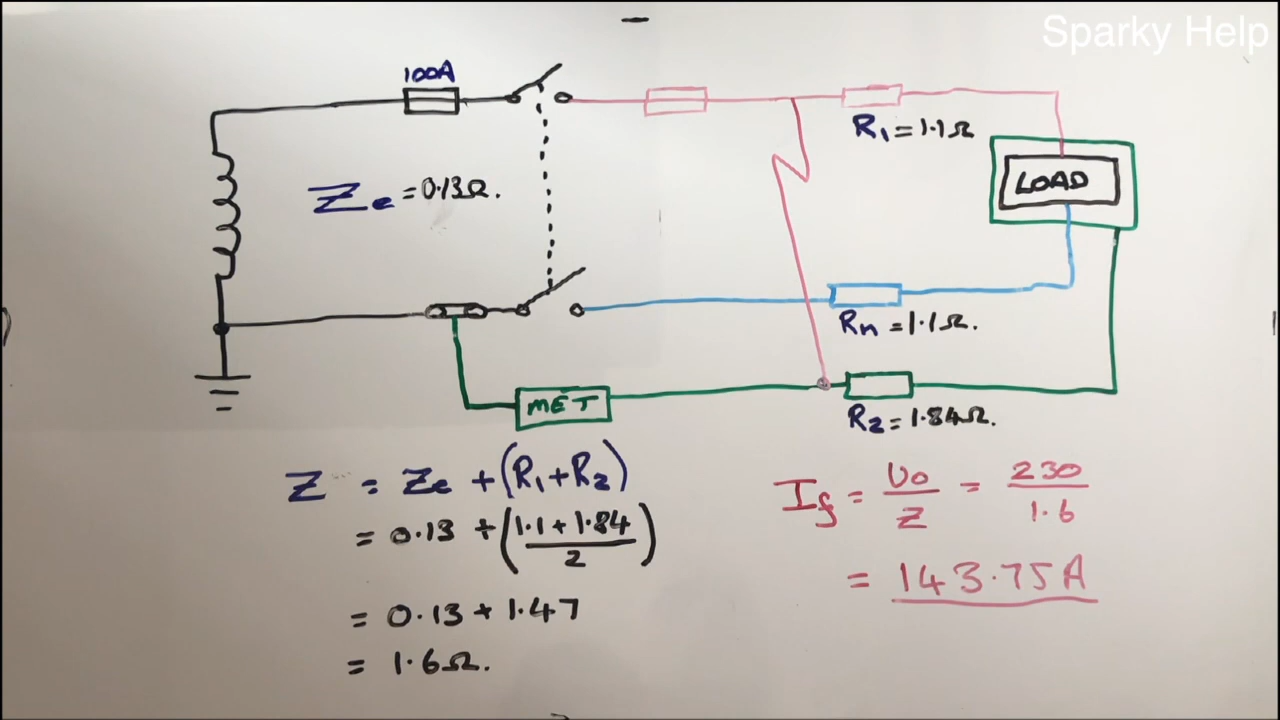 Sparky Help
100A
R₁ = 1.1Ω
Ze = 0.13Ω.
LOAD
Rn = 1.1Ω.
MET
R₂ = 1.84Ω.
Z = Ze + (R₁+R₂)
= 0.13 + (1.1 + 1.84 / 2)
= 0.13 + 1.47
= 1.6Ω.
If = U₀/Z = 230/1.6
= 143.75A